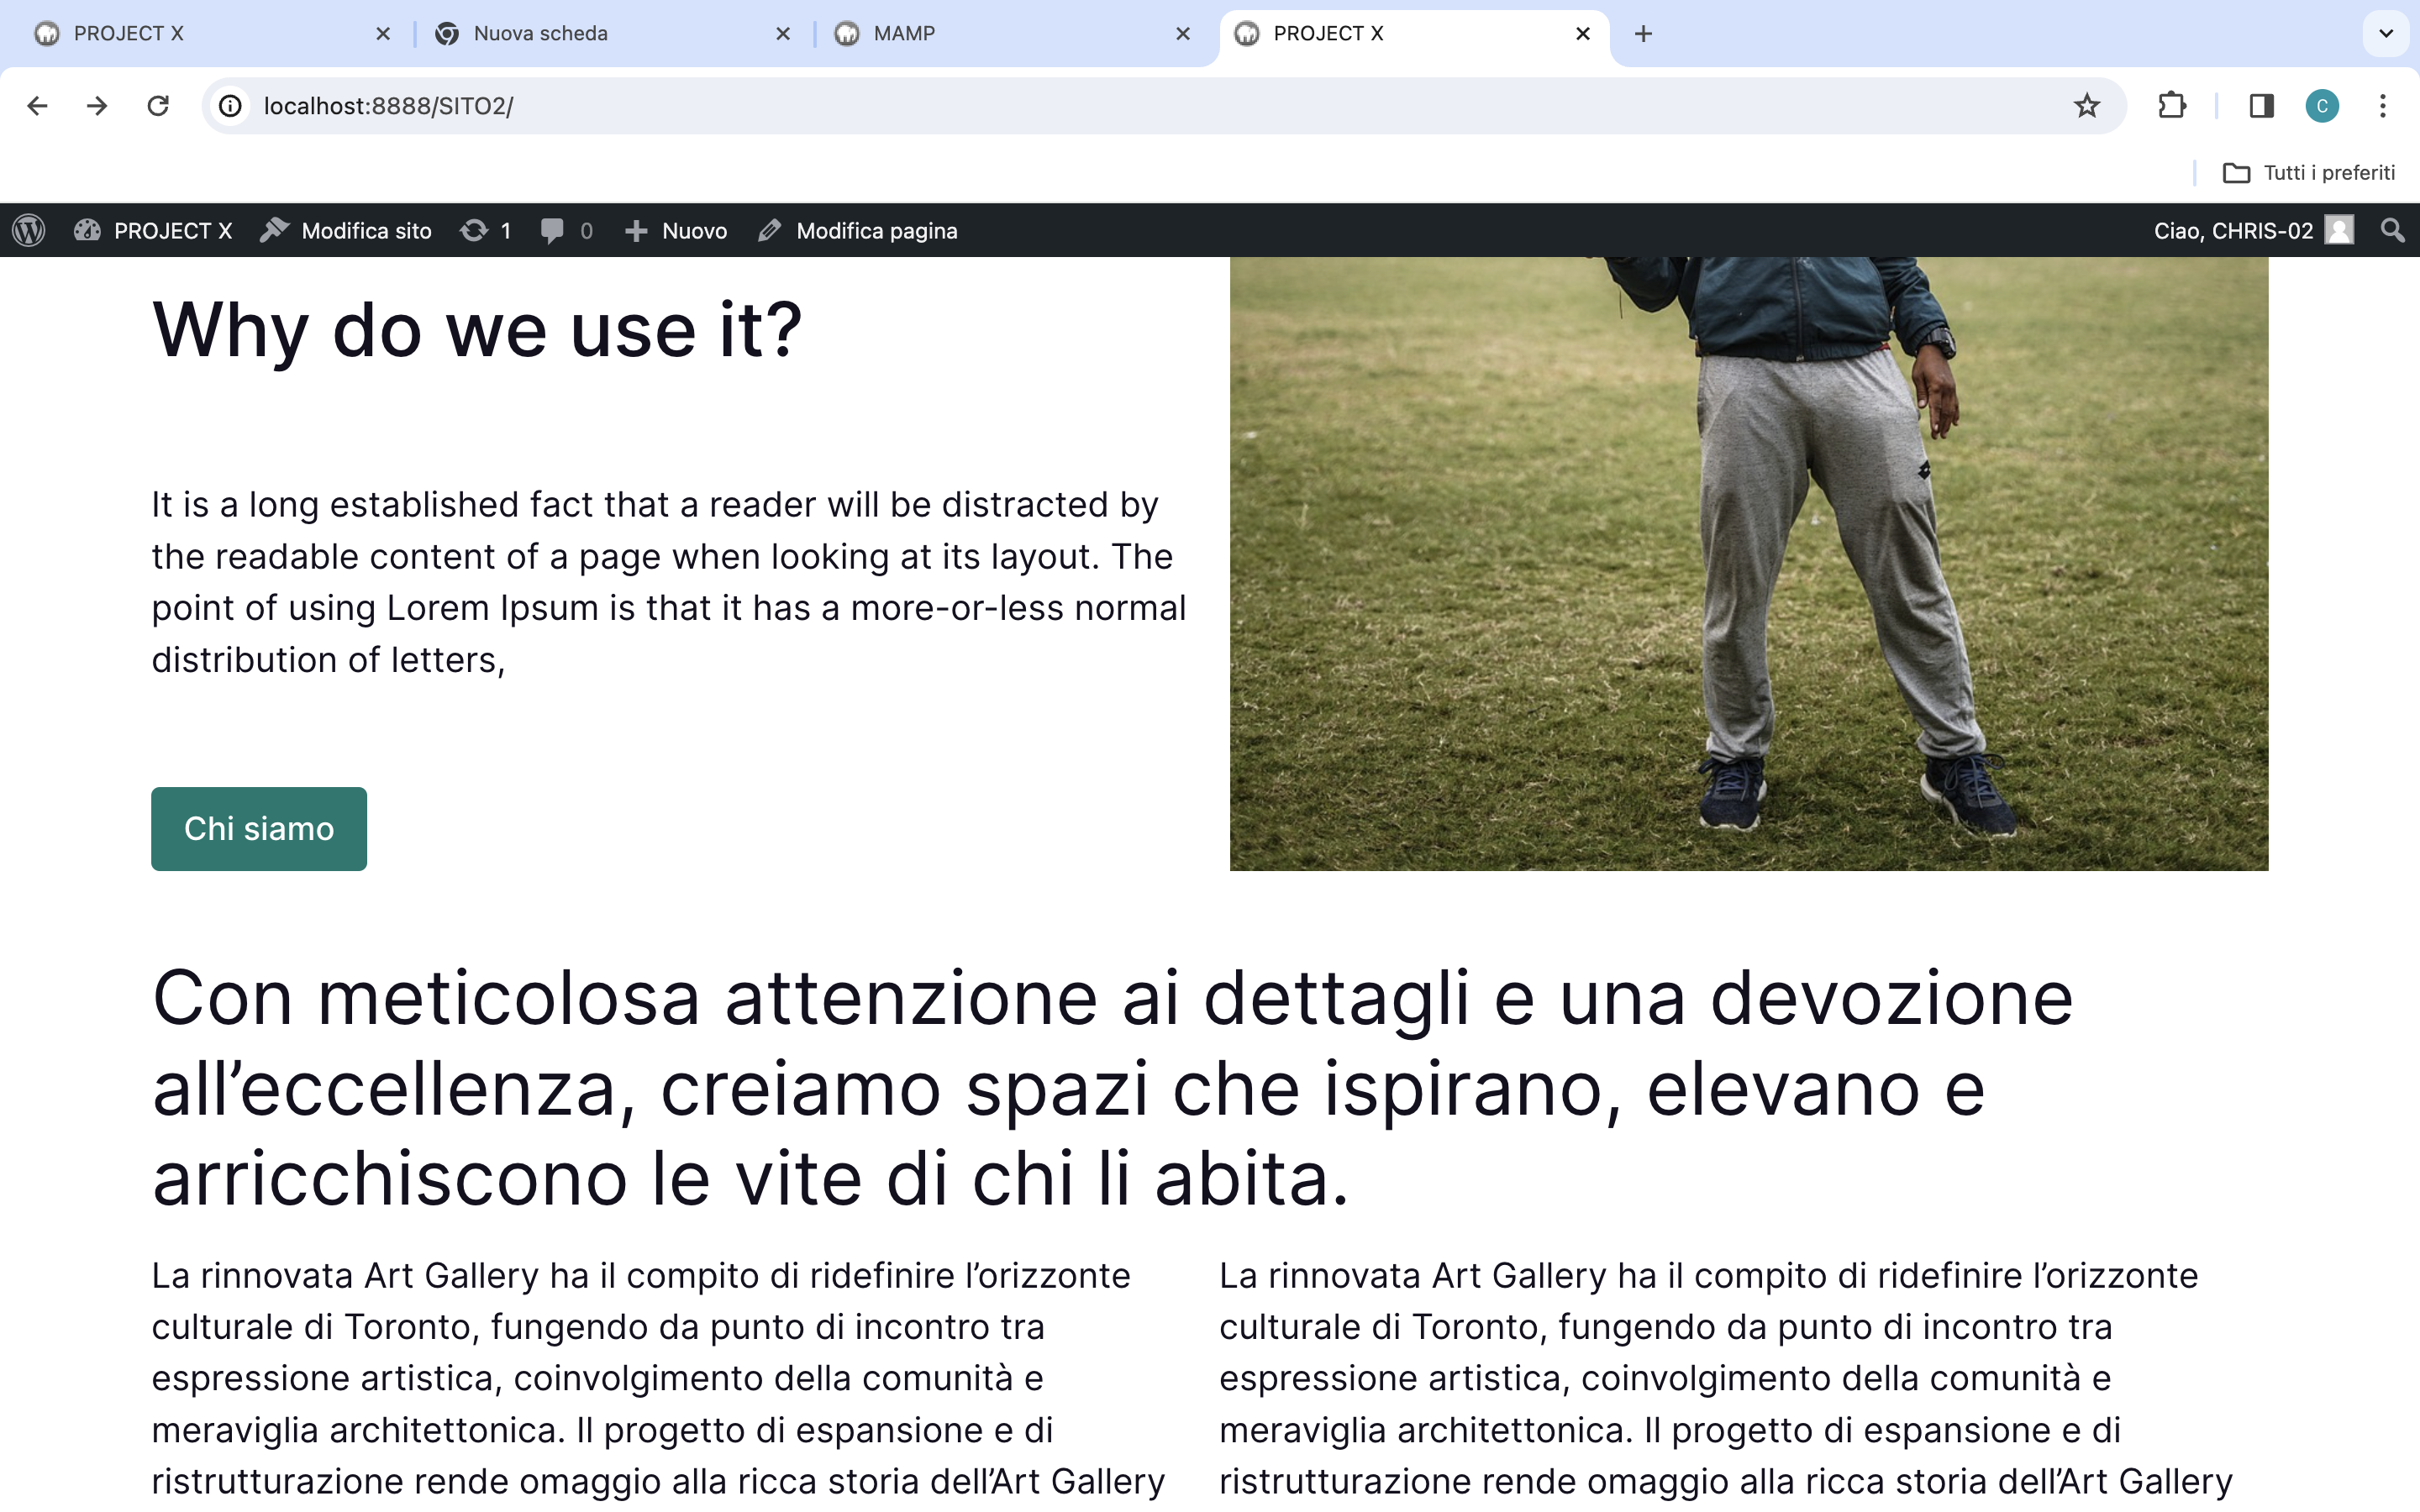 PROJECT X
Nuova scheda
MAMP
PROJECT X
localhost:8888/SITO2/
C
Tutti i preferiti
PROJECT X
Modifica sito
1
0
Nuovo
Modifica pagina
Ciao, CHRIS-02
Why do we use it?
It is a long established fact that a reader will be distracted by
the readable content of a page when looking at its layout. The
point of using Lorem Ipsum is that it has a more-or-less normal
distribution of letters,
Chi siamo
Con meticolosa attenzione ai dettagli e una devozione
all’eccellenza, creiamo spazi che ispirano, elevano e
arricchiscono le vite di chi li abita.
La rinnovata Art Gallery ha il compito di ridefinire l’orizzonte
culturale di Toronto, fungendo da punto di incontro tra
espressione artistica, coinvolgimento della comunità e
meraviglia architettonica. Il progetto di espansione e di
ristrutturazione rende omaggio alla ricca storia dell’Art Gallery
La rinnovata Art Gallery ha il compito di ridefinire l’orizzonte
culturale di Toronto, fungendo da punto di incontro tra
espressione artistica, coinvolgimento della comunità e
meraviglia architettonica. Il progetto di espansione e di
ristrutturazione rende omaggio alla ricca storia dell’Art Gallery